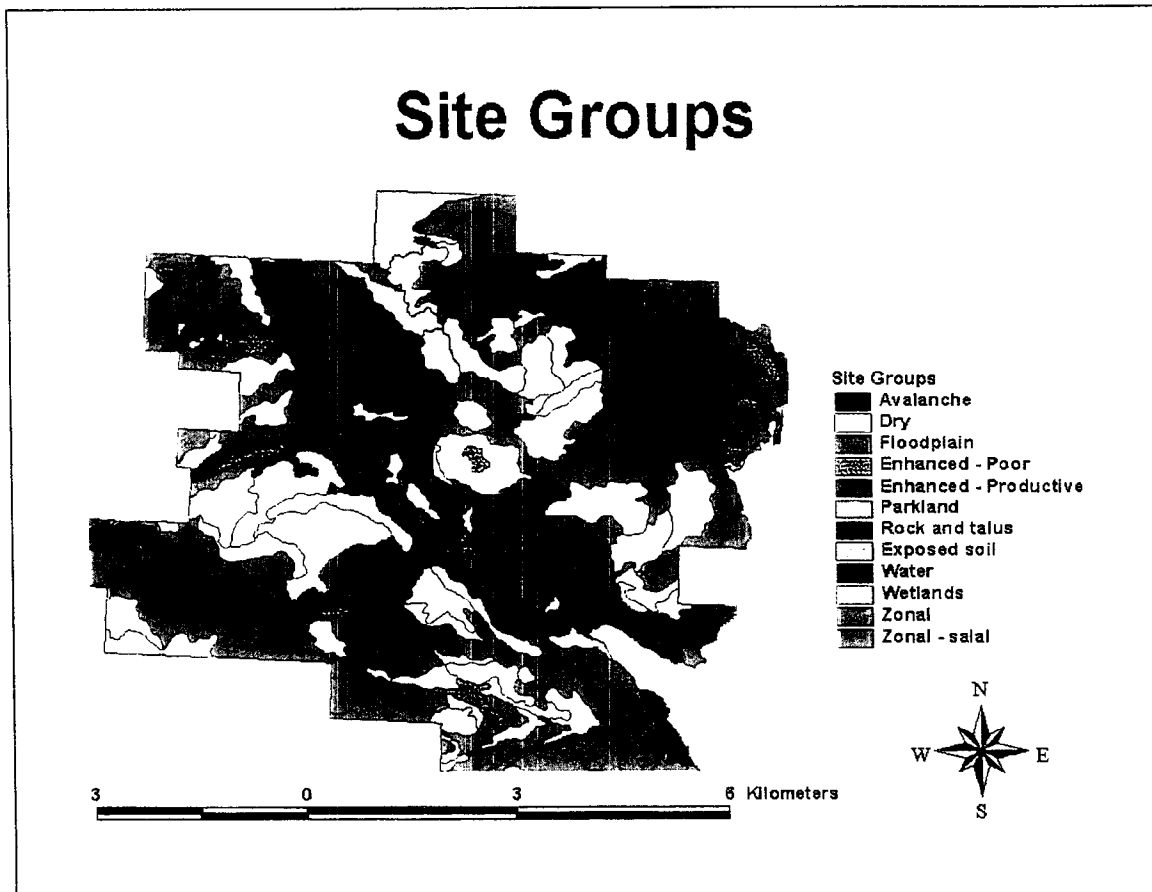 Site Groups
Site Groups
Avalanche
Dry
Floodplain
Enhanced - Poor
Enhanced - Productive
Parkland
Rock and talus
Exposed soil
Water
Wetlands
Zonal
Zonal - salal
N
W E
S
3 0 3 6 Kilometers